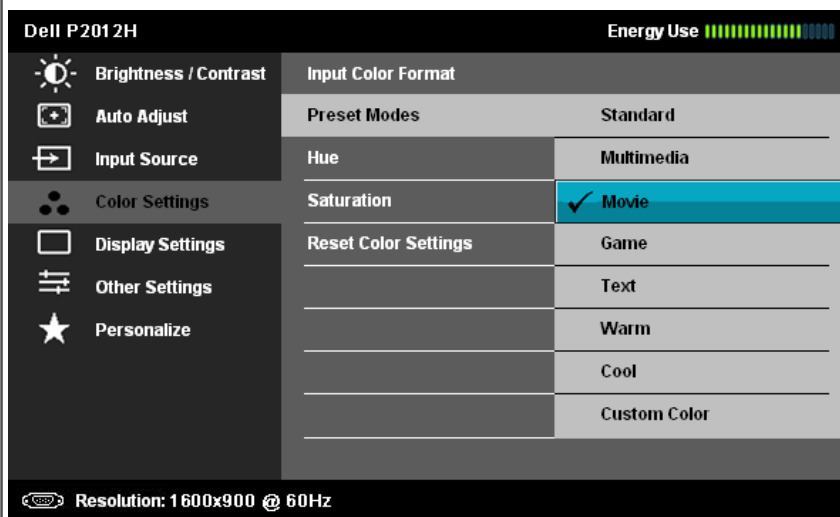 Dell P2012H
Energy Use
Brightness / Contrast
Auto Adjust
Input Source
Color Settings
Display Settings
Other Settings
Personalize
Input Color Format
Preset Modes
Hue
Saturation
Reset Color Settings
Standard
Multimedia
Movie
Game
Text
Warm
Cool
Custom Color
Resolution: 1600x900 @ 60Hz